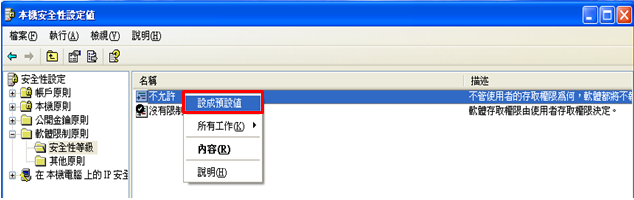 本機安全性設定值
檔案(F) 執行(A) 檢視(V) 說明(H)
安全性設定
帳戶原則
本機原則
公開金鑰原則
軟體限制原則
安全性等級
其他原則
在 本機電腦 上的 IP 安全
名稱 描述
不允許 不管使用者的存取權限為何，軟體都將不
沒有限制 軟體存取權限由使用者存取權限決定。
設成預設值
所有工作(K)
內容(R)
說明(H)